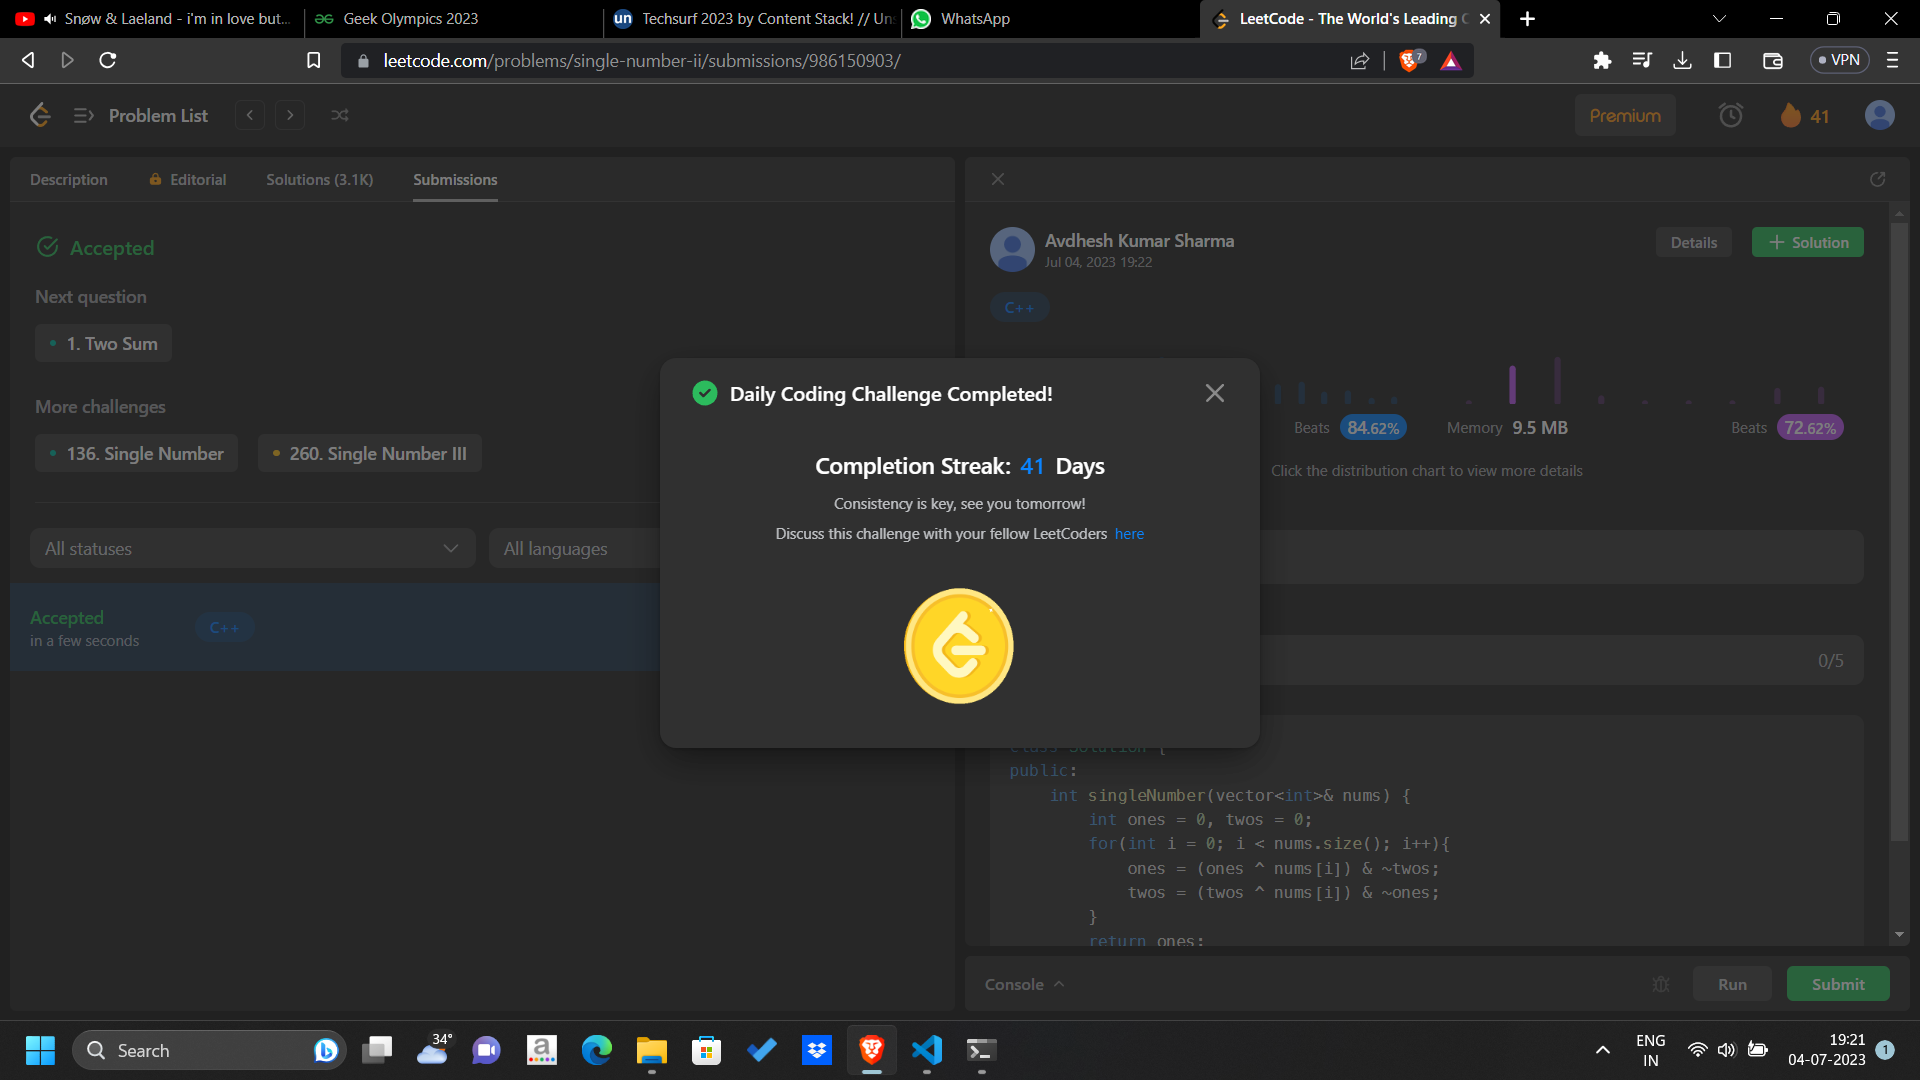 Snøw & Laeland - i'm in love but...
Geek Olympics 2023
un Techsurf 2023 by Content Stack! // Un
WhatsApp
LeetCode - The World's Leading
leetcode.com/problems/single-number-ii/submissions/986150903/
7
VPN
Problem List
Premium
41
Description
Editorial
Solutions (3.1K)
Submissions
Accepted
Next question
1. Two Sum
More challenges
136. Single Number
260. Single Number III
All statuses
All languages
Accepted
in a few seconds
C++
Avdhesh Kumar Sharma
Jul 04, 2023 19:22
Details
+ Solution
C++
Beats 84.62%
Memory 9.5 MB
Beats 72.62%
Click the distribution chart to view more details
Daily Coding Challenge Completed!
Completion Streak: 41 Days
Consistency is key, see you tomorrow!
Discuss this challenge with your fellow LeetCoders here
0/5
class Solution {
public:
int singleNumber(vector<int>& nums) {
int ones = 0, twos = 0;
for(int i = 0; i < nums.size(); i++){
ones = (ones ^ nums[i]) & ~twos;
twos = (twos ^ nums[i]) & ~ones;
}
return ones;
Console
Run
Submit
Search
34°
a
ENG
IN
19:21
04-07-2023
1